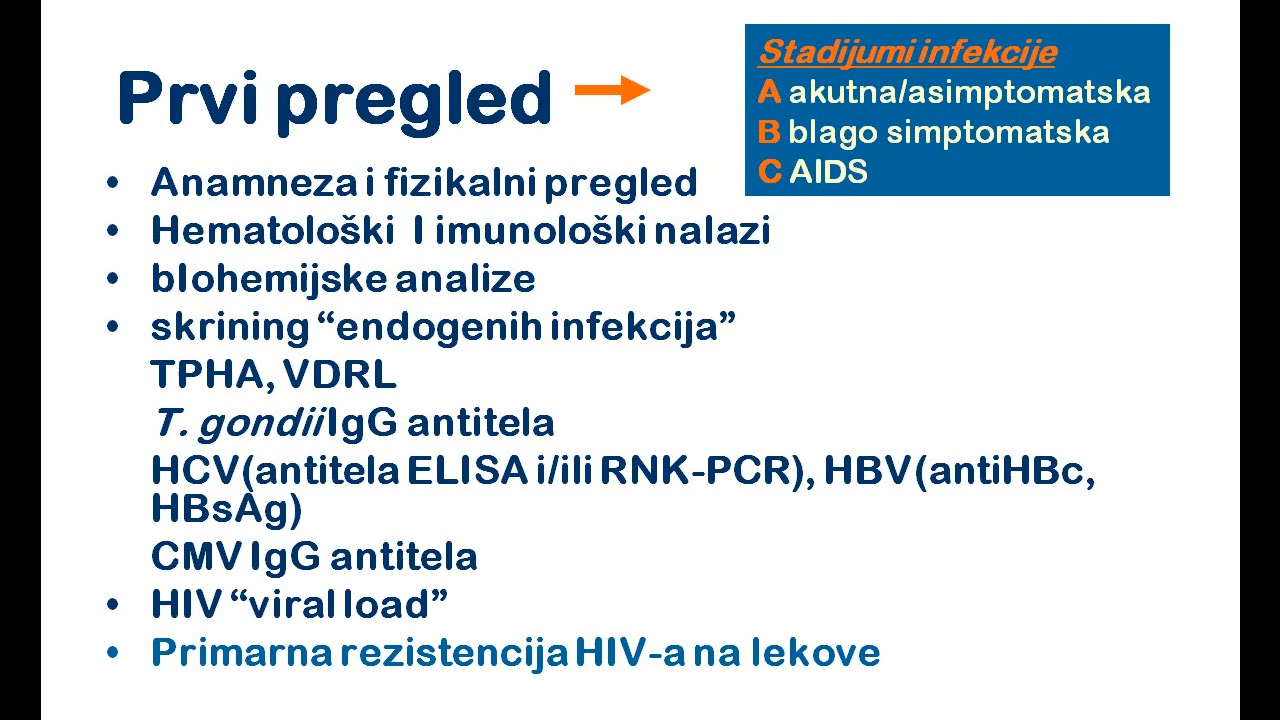 Prvi pregled
Stadijumi infekcije
A akutna/asimptomatska
B blago simptomatska
C AIDS
• Anamneza i fizikalni pregled
• Hematološki I imunološki nalazi
• bIohemijske analize
• skrining “endogenih infekcija”
TPHA, VDRL
T. gondii IgG antitela
HCV(antitela ELISA i/ili RNK-PCR), HBV(antiHBc,
HBsAg)
CMV IgG antitela
• HIV “viral load”
• Primarna rezistencija HIV-a na lekove